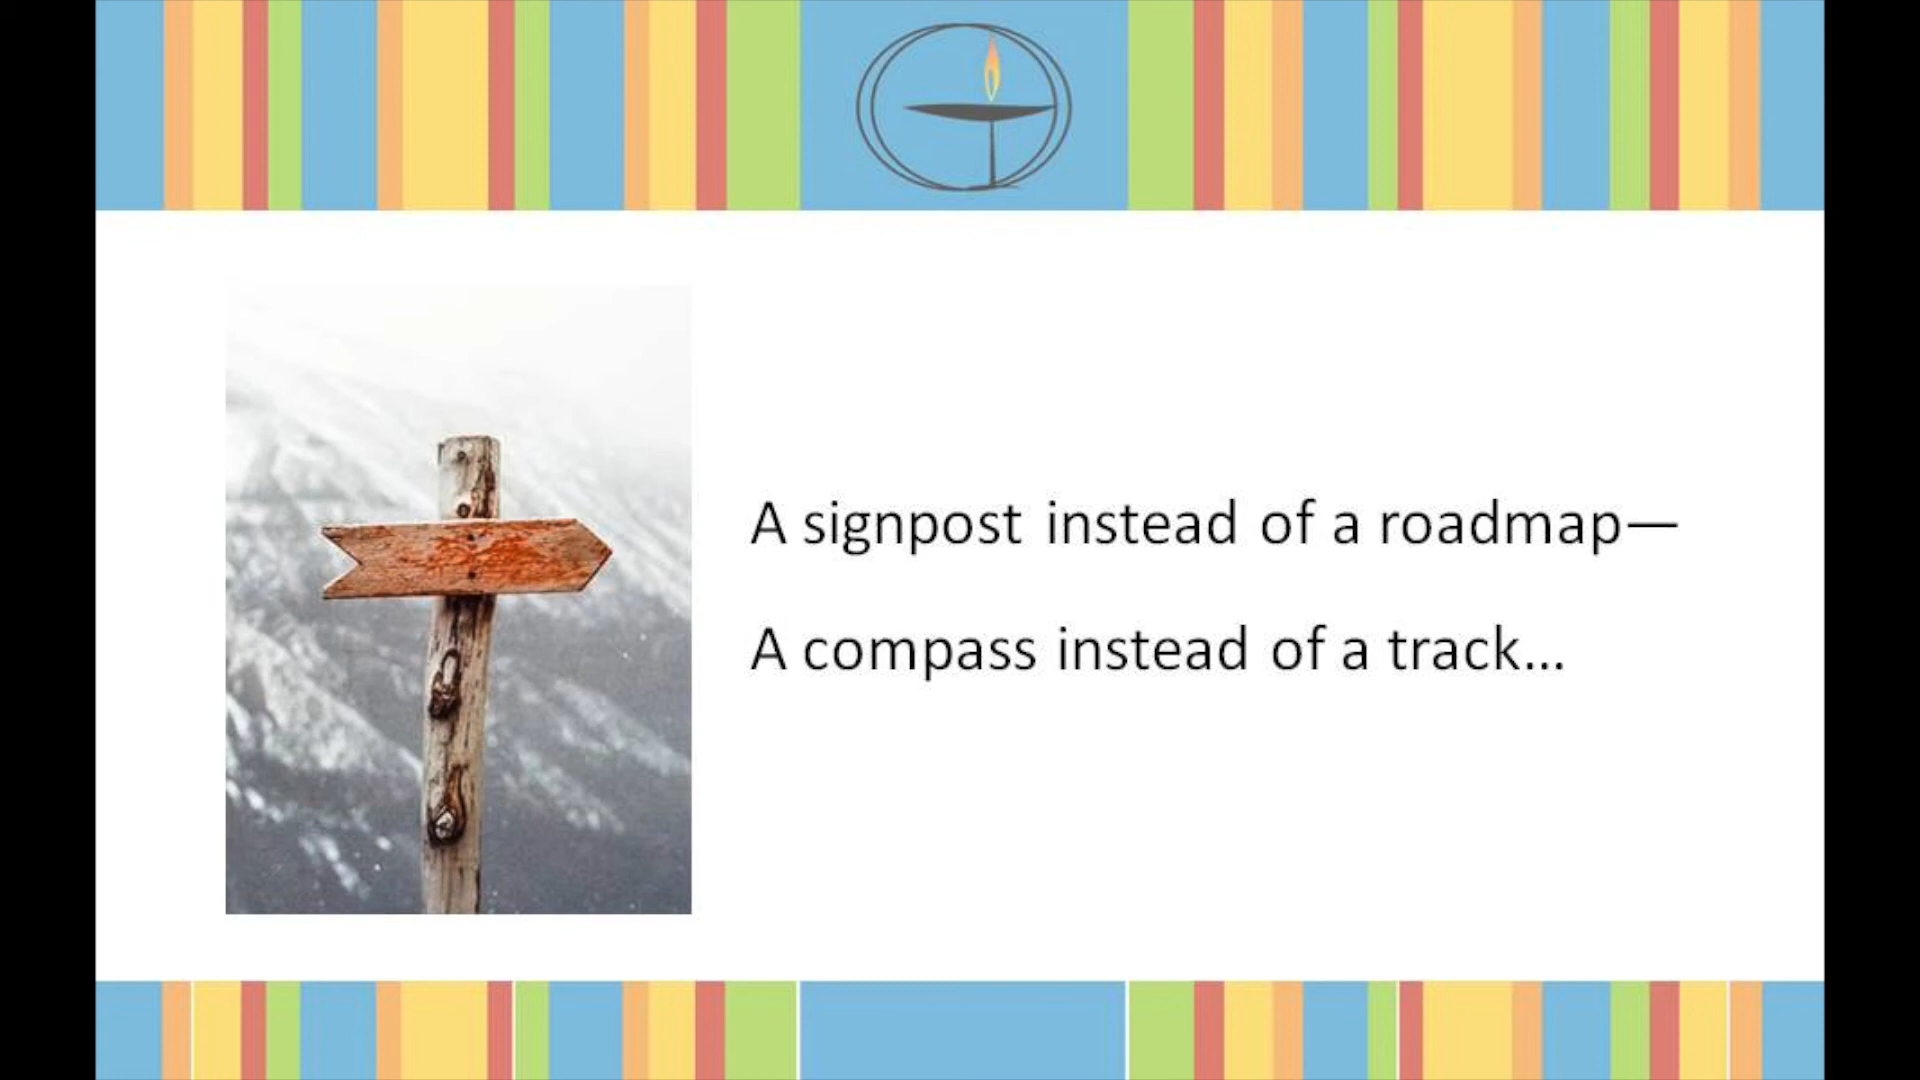 A signpost instead of a roadmap—
A compass instead of a track...